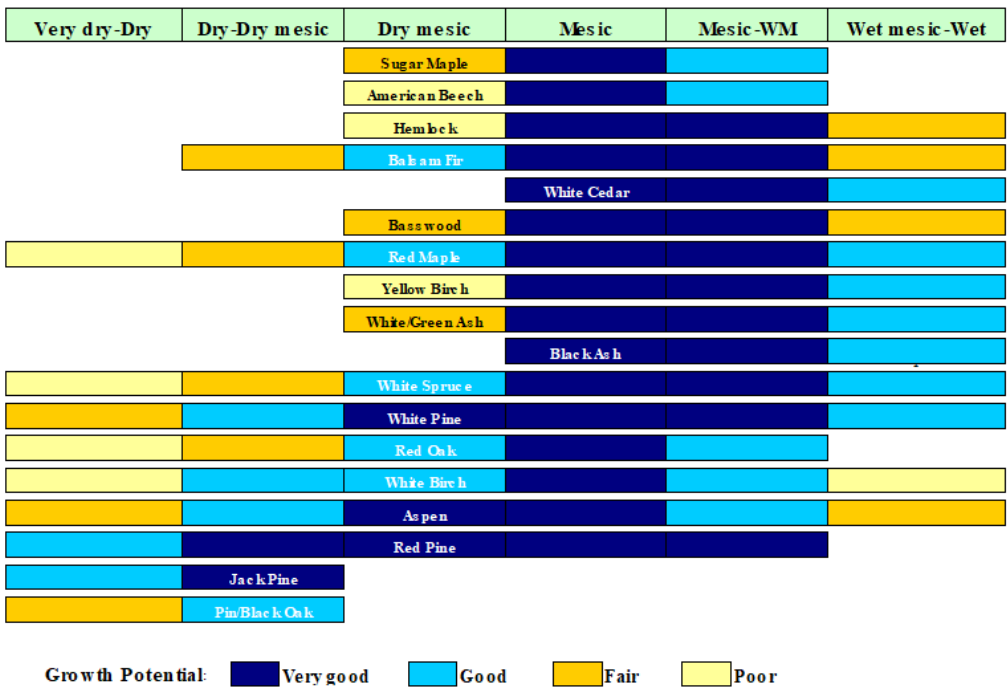 Very dry-Dry Dry-Dry mesic Dry mesic Mesic Mesic-WM Wet mesic-Wet
Sugar Maple
American Beech
Hemlock
Balsam Fir
White Cedar
Basswood
Red Maple
Yellow Birch
White/Green Ash
Black Ash
White Spruce
White Pine
Red Oak
White Birch
Aspen
Red Pine
Jack Pine
Pin/Black Oak
Growth Potential: Very good Good Fair Poor